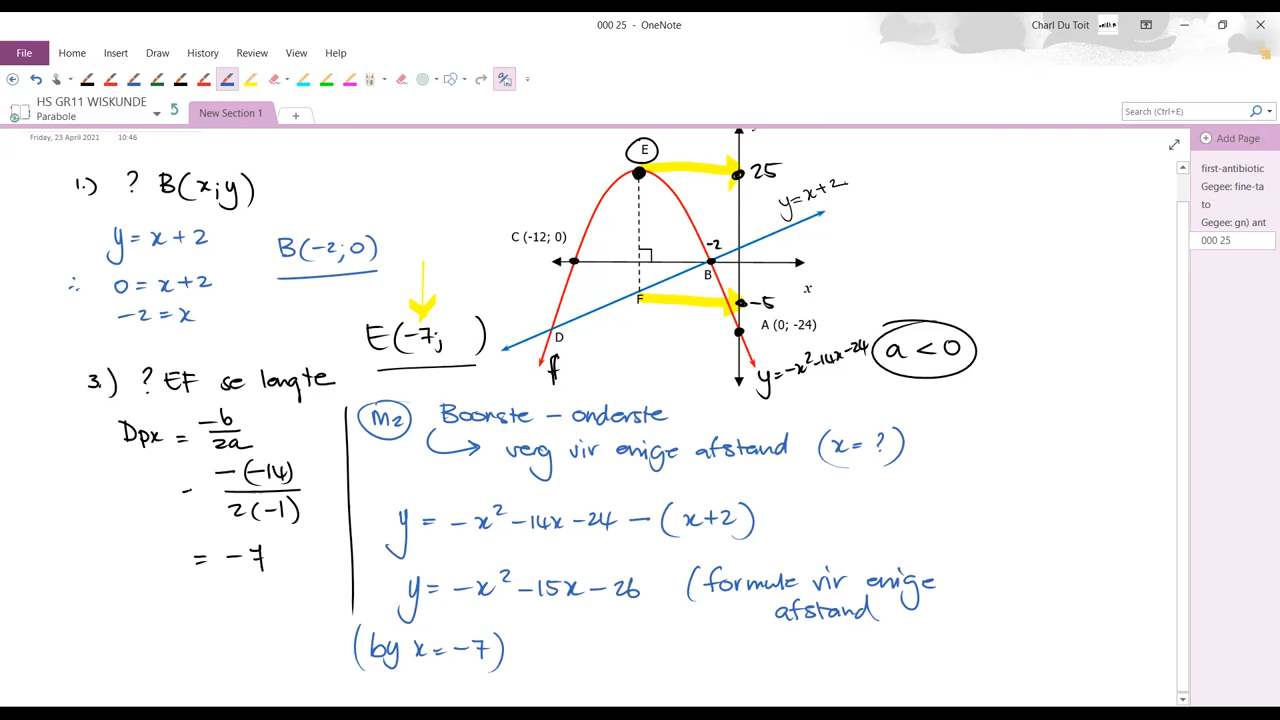 000 25 - OneNote
Charl Du Toit
File Home Insert Draw History Review View Help
HS GR11 WISKUNDE
Parabole
New Section 1
Search (Ctrl+E)
Friday, 23 April 2021 10:46
Add Page
first-antibiotic
Gegee: fine-ta
to
Gegee: gn) ant
000 25
1.) ? B(x;y)
y = x + 2
∴ 0 = x + 2
-2 = x
B(-2; 0)
E(-7; )
E
25
y = x + 2
C (-12; 0)
-2
B
x
F
-5
D
A (0; -24)
f
y = -x² - 14x - 24
a < 0
3.) ? EF se lengte
Dpx = -b/2a
= -(-14)/2(-1)
= -7
M2 Boonste - onderste
→ verg vir enige afstand (x = ?)
y = -x² - 14x - 24 - (x + 2)
y = -x² - 15x - 26 (formule vir enige
afstand
(by x = -7)